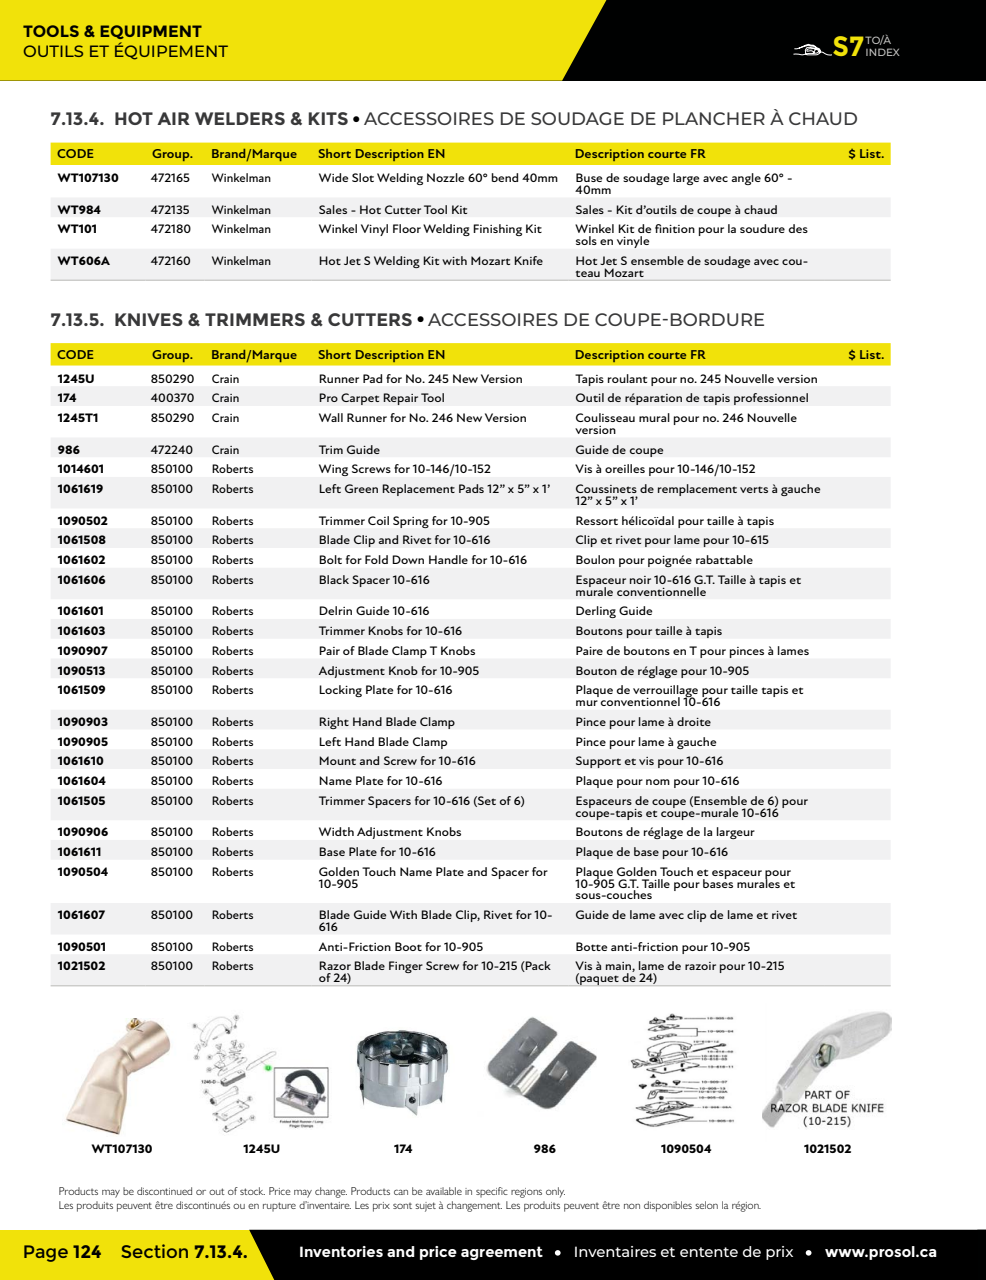 TOOLS & EQUIPMENT
OUTILS ET ÉQUIPEMENT
S7 TO/À INDEX
7.13.4. HOT AIR WELDERS & KITS • ACCESSOIRES DE SOUDAGE DE PLANCHER À CHAUD
CODE Group. Brand/Marque Short Description EN Description courte FR $ List.
WT107130 472165 Winkelman Wide Slot Welding Nozzle 60° bend 40mm Buse de soudage large avec angle 60° -
40mm
WT984 472135 Winkelman Sales - Hot Cutter Tool Kit Sales - Kit d'outils de coupe à chaud
WT101 472180 Winkelman Winkel Vinyl Floor Welding Finishing Kit Winkel Kit de finition pour la soudure des
sols en vinyle
WT606A 472160 Winkelman Hot Jet S Welding Kit with Mozart Knife Hot Jet S ensemble de soudage avec cou-
teau Mozart
7.13.5. KNIVES & TRIMMERS & CUTTERS • ACCESSOIRES DE COUPE-BORDURE
CODE Group. Brand/Marque Short Description EN Description courte FR $ List.
1245U 850290 Crain Runner Pad for No. 245 New Version Tapis roulant pour no. 245 Nouvelle version
174 400370 Crain Pro Carpet Repair Tool Outil de réparation de tapis professionnel
1245T1 850290 Crain Wall Runner for No. 246 New Version Coulisseau mural pour no. 246 Nouvelle
version
986 472240 Crain Trim Guide Guide de coupe
1014601 850100 Roberts Wing Screws for 10-146/10-152 Vis à oreilles pour 10-146/10-152
1061619 850100 Roberts Left Green Replacement Pads 12" x 5" x 1' Coussinets de remplacement verts à gauche
12" x 5" x 1'
1090502 850100 Roberts Trimmer Coil Spring for 10-905 Ressort hélicoïdal pour taille à tapis
1061508 850100 Roberts Blade Clip and Rivet for 10-616 Clip et rivet pour lame pour 10-615
1061602 850100 Roberts Bolt for Fold Down Handle for 10-616 Boulon pour poignée rabattable
1061606 850100 Roberts Black Spacer 10-616 Espaceur noir 10-616 G.T. Taille à tapis et
murale conventionnelle
1061601 850100 Roberts Delrin Guide 10-616 Derling Guide
1061603 850100 Roberts Trimmer Knobs for 10-616 Boutons pour taille à tapis
1090907 850100 Roberts Pair of Blade Clamp T Knobs Paire de boutons en T pour pinces à lames
1090513 850100 Roberts Adjustment Knob for 10-905 Bouton de réglage pour 10-905
1061509 850100 Roberts Locking Plate for 10-616 Plaque de verrouillage pour taille tapis et
mur conventionnel 10-616
1090903 850100 Roberts Right Hand Blade Clamp Pince pour lame à droite
1090905 850100 Roberts Left Hand Blade Clamp Pince pour lame à gauche
1061610 850100 Roberts Mount and Screw for 10-616 Support et vis pour 10-616
1061604 850100 Roberts Name Plate for 10-616 Plaque pour nom pour 10-616
1061505 850100 Roberts Trimmer Spacers for 10-616 (Set of 6) Espaceurs de coupe (Ensemble de 6) pour
coupe-tapis et coupe-murale 10-616
1090906 850100 Roberts Width Adjustment Knobs Boutons de réglage de la largeur
1061611 850100 Roberts Base Plate for 10-616 Plaque de base pour 10-616
1090504 850100 Roberts Golden Touch Name Plate and Spacer for Plaque Golden Touch et espaceur pour
10-905 10-905 G.T. Taille pour bases murales et
sous-couches
1061607 850100 Roberts Blade Guide With Blade Clip, Rivet for 10- Guide de lame avec clip de lame et rivet
616
1090501 850100 Roberts Anti-Friction Boot for 10-905 Botte anti-friction pour 10-905
1021502 850100 Roberts Razor Blade Finger Screw for 10-215 (Pack Vis à main, lame de razoir pour 10-215
of 24) (paquet de 24)
PART OF
RAZOR BLADE KNIFE
(10-215)
WT107130 1245U 174 986 1090504 1021502
Products may be discontinued or out of stock. Price may change. Products can be available in specific regions only.
Les produits peuvent être discontinués ou en rupture d'inventaire. Les prix sont sujet à changement. Les produits peuvent être non disponibles selon la région.
Page 124 Section 7.13.4. Inventories and price agreement • Inventaires et entente de prix • www.prosol.ca